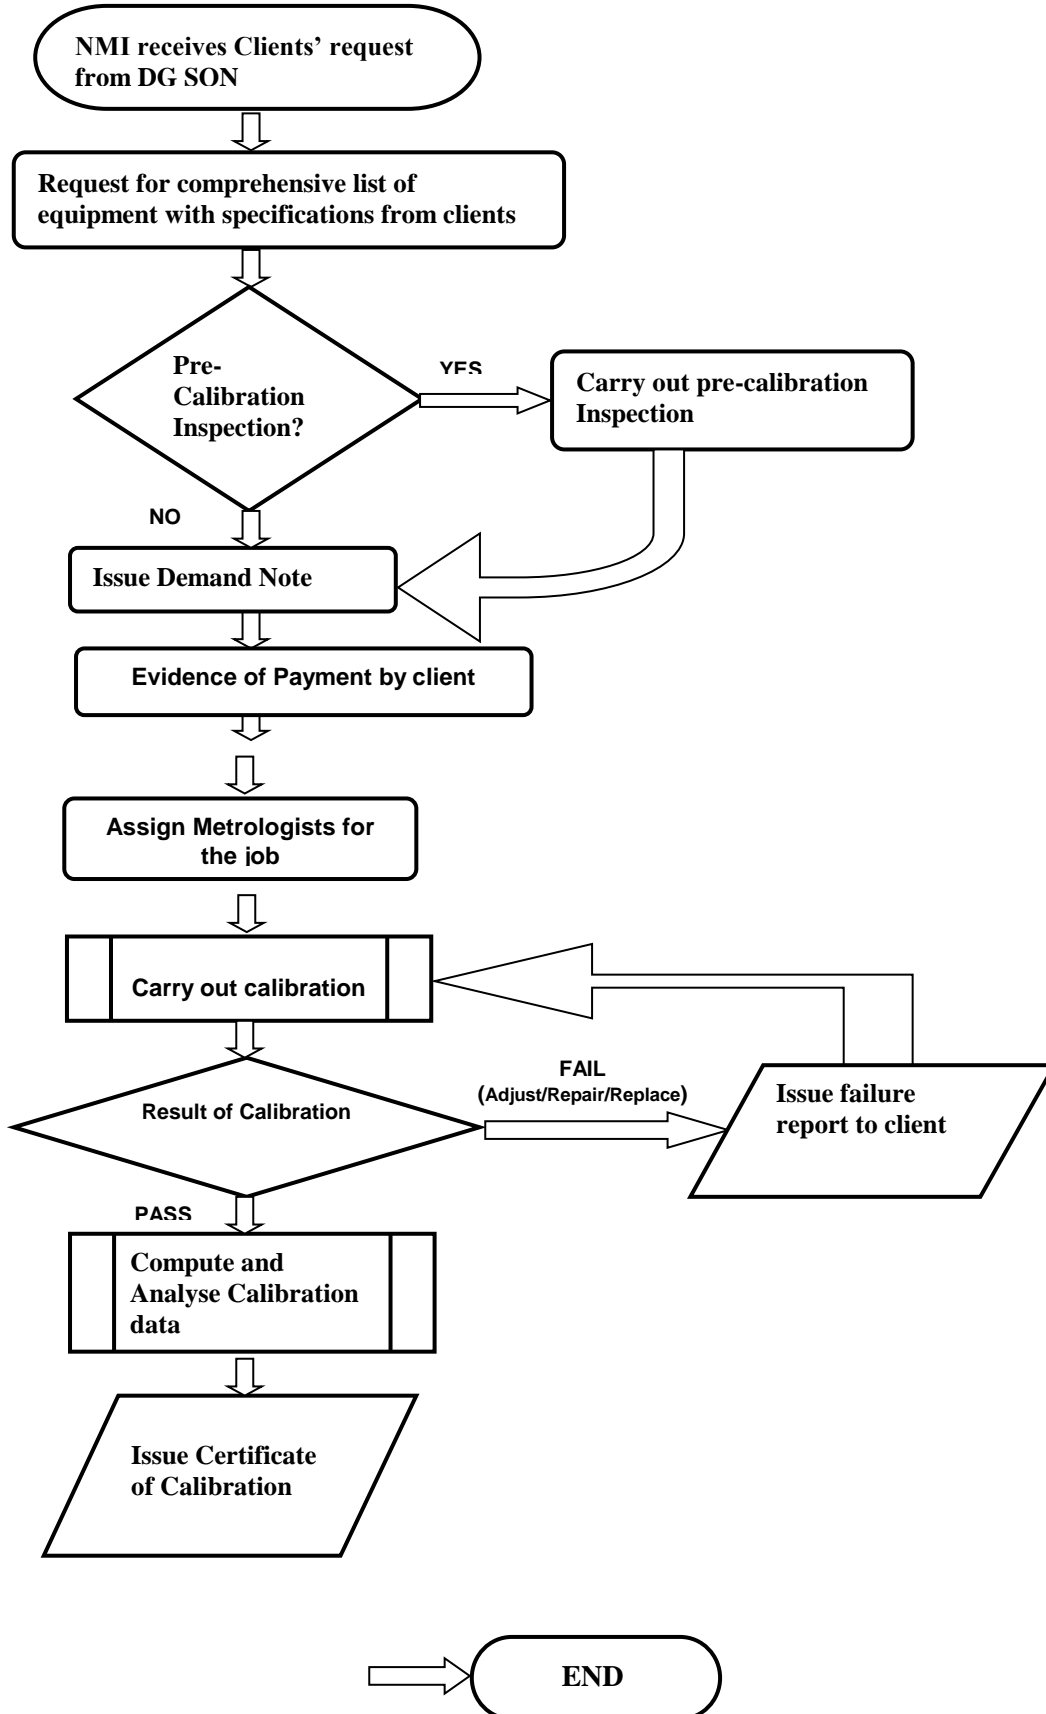 NMI receives Clients’ request
from DG SON
Request for comprehensive list of
equipment with specifications from clients
Pre-
Calibration
Inspection?
YES
Carry out pre-calibration
Inspection
NO
Issue Demand Note
Evidence of Payment by client
Assign Metrologists for
the job
Carry out calibration
Result of Calibration
FAIL
(Adjust/Repair/Replace)
Issue failure
report to client
PASS
Compute and
Analyse Calibration
data
Issue Certificate
of Calibration
END